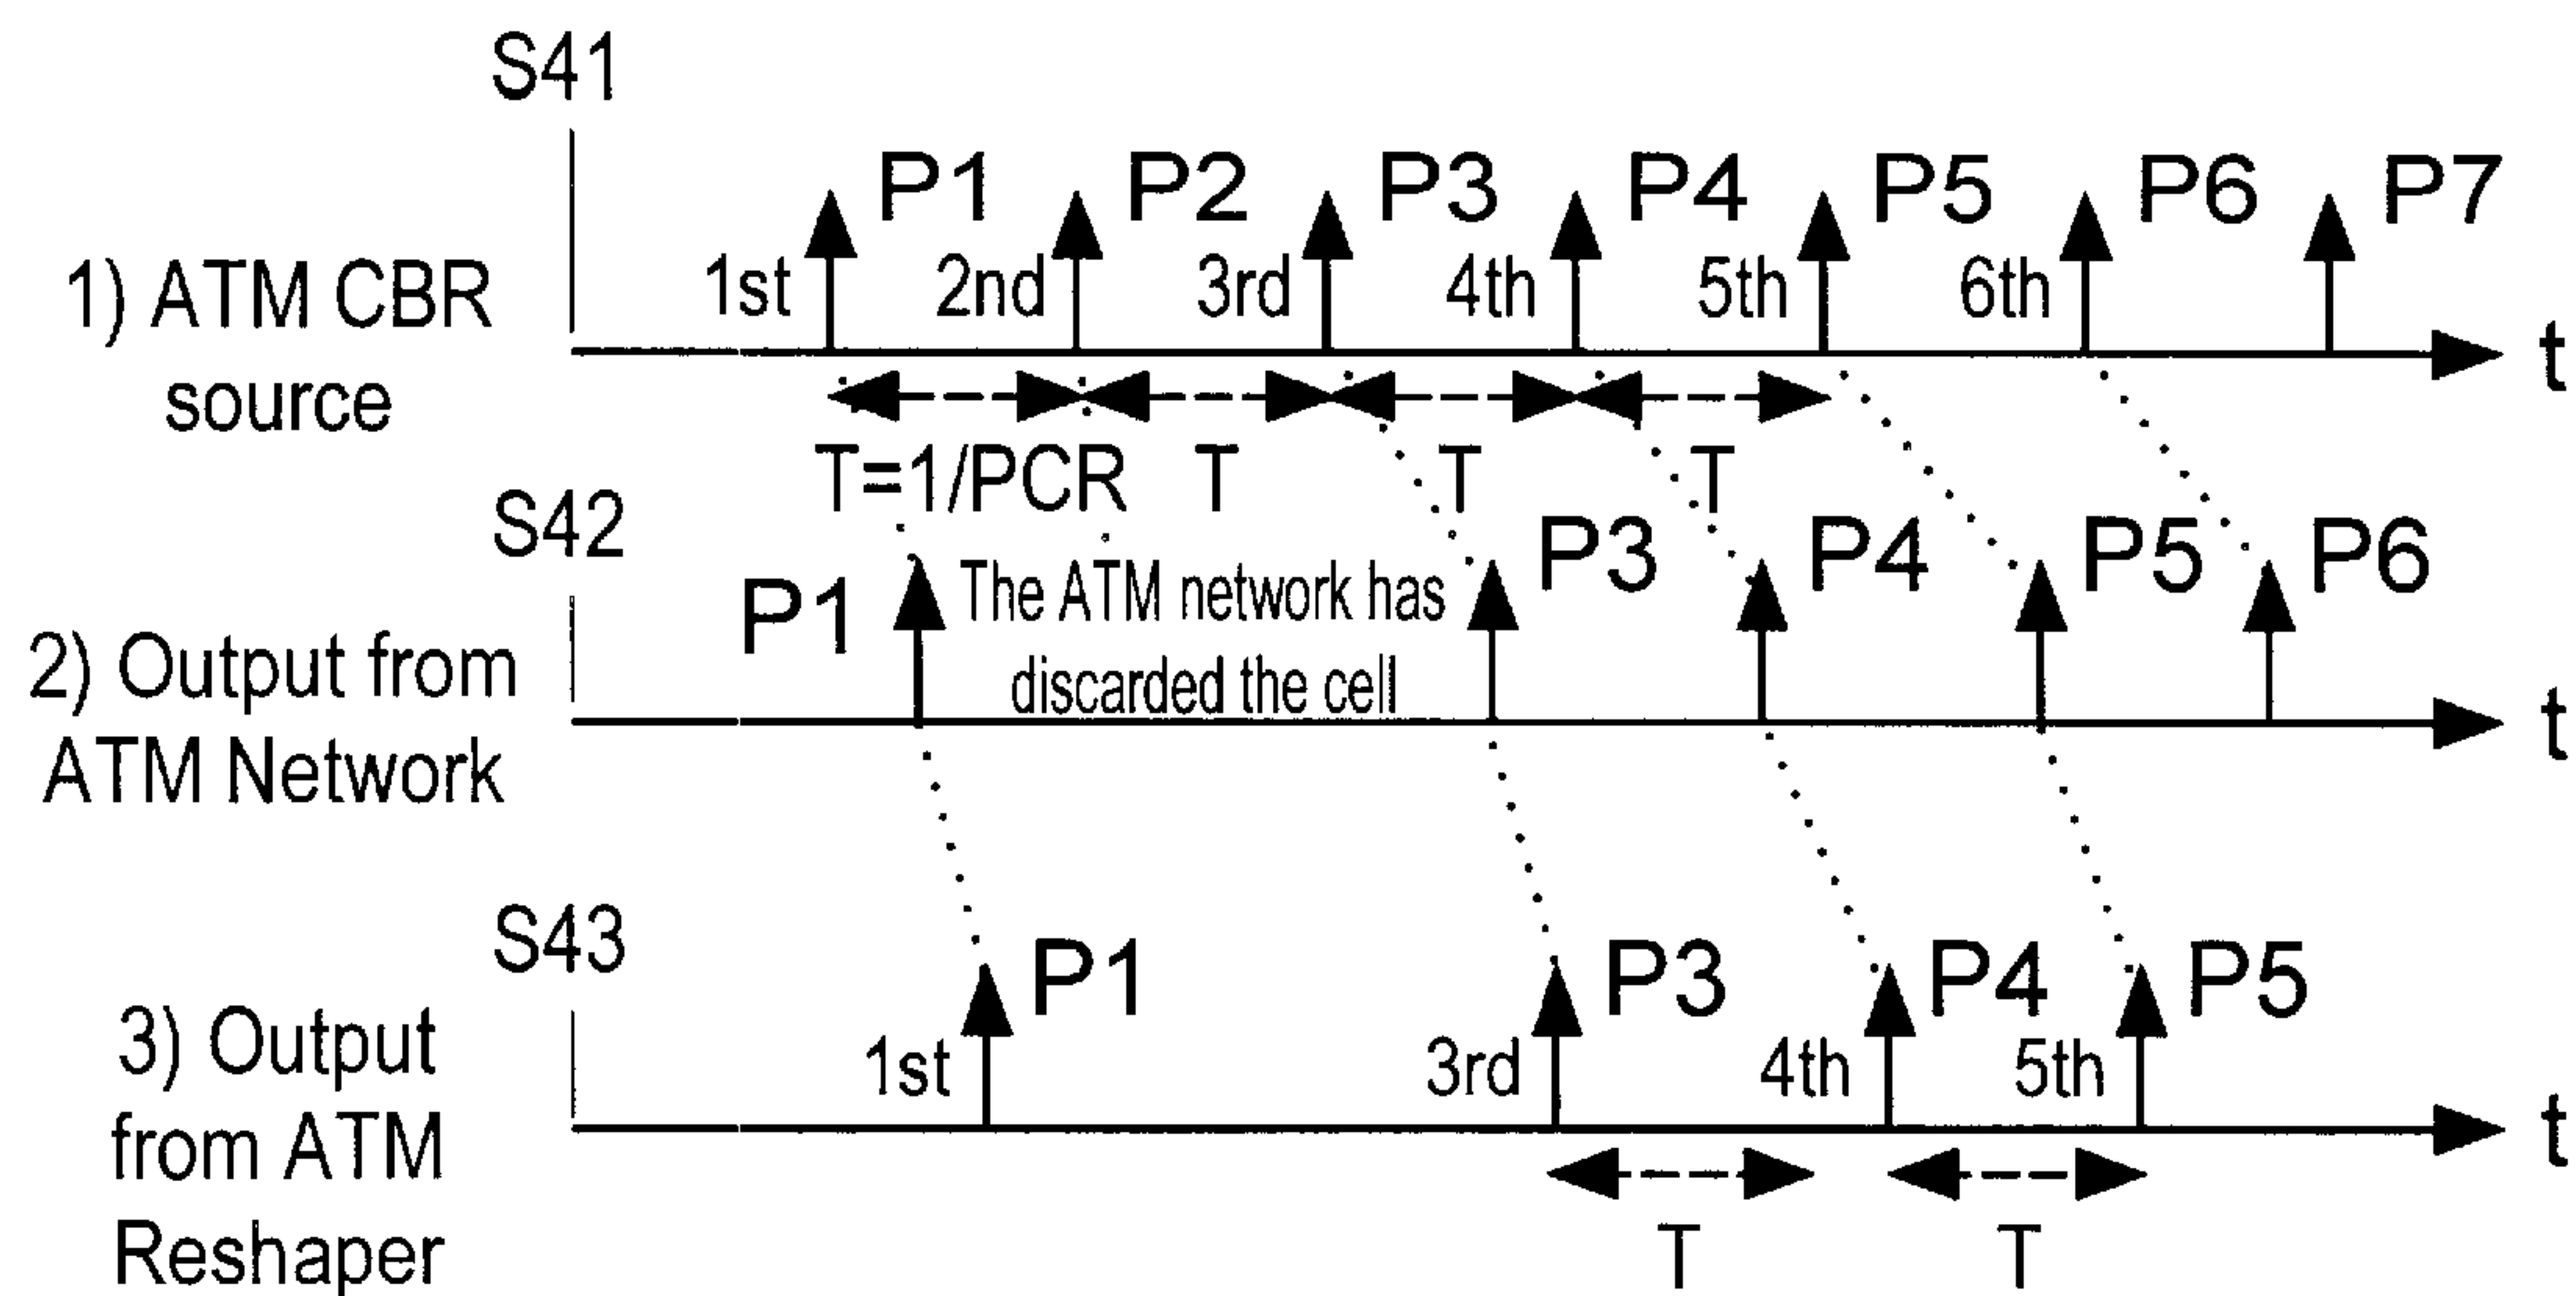 S41
P1 P2 P3 P4 P5 P6 P7
1st 2nd 3rd 4th 5th 6th
1) ATM CBR
source
t
T=1/PCR T T T
S42
P1 P3 P4 P5 P6
The ATM network has
discarded the cell
2) Output from
ATM Network
t
S43
P1 P3 P4 P5
1st 3rd 4th 5th
3) Output
from ATM
Reshaper
t
T T